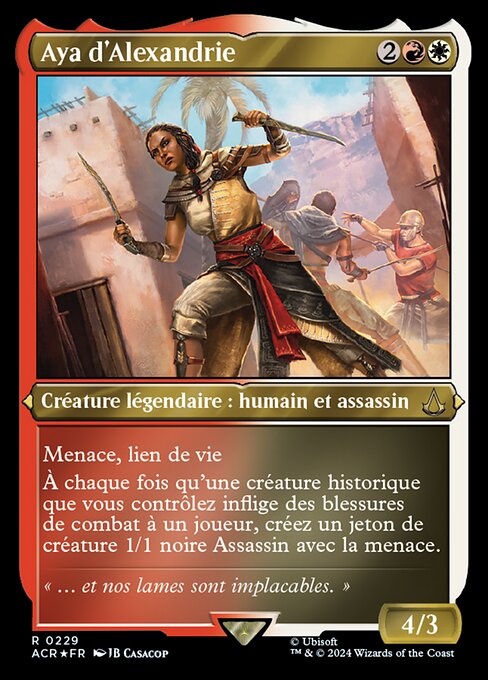 Aya d'Alexandrie 2
Créature légendaire : humain et assassin
Menace, lien de vie
À chaque fois qu'une créature historique
que vous contrôlez inflige des blessures
de combat à un joueur, créez un jeton de
créature 1/1 noire Assassin avec la menace.
« … et nos lames sont implacables. »
4/3
R 0229
ACR★FR JB Casacop
© Ubisoft
™ & © 2024 Wizards of the Coast